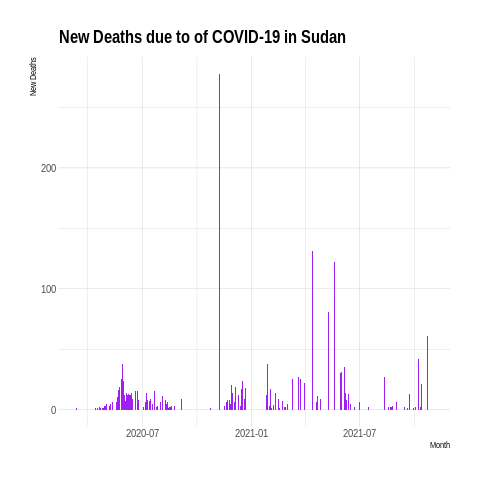 New Deaths due to of COVID-19 in Sudan
New Deaths
200
100
0
2020-07
2021-01
2021-07
Month